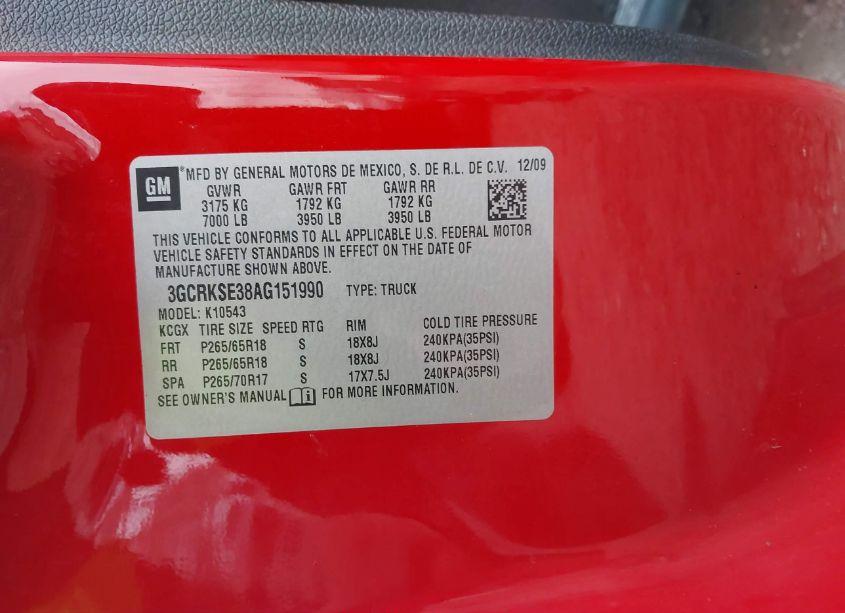 GM
*MFD BY GENERAL MOTORS DE MEXICO, S. DE R.L. DE C.V. 12/09
GVWR GAWR FRT GAWR RR
3175 KG 1792 KG 1792 KG
7000 LB 3950 LB 3950 LB
THIS VEHICLE CONFORMS TO ALL APPLICABLE U.S. FEDERAL MOTOR
VEHICLE SAFETY STANDARDS IN EFFECT ON THE DATE OF
MANUFACTURE SHOWN ABOVE.
3GCRKSE38AG151990 TYPE: TRUCK
MODEL: K10543
KCGX TIRE SIZE SPEED RTG RIM COLD TIRE PRESSURE
FRT P265/65R18 S 18X8J 240KPA(35PSI)
RR P265/65R18 S 18X8J 240KPA(35PSI)
SPA P265/70R17 S 17X7.5J 240KPA(35PSI)
SEE OWNER'S MANUAL FOR MORE INFORMATION.